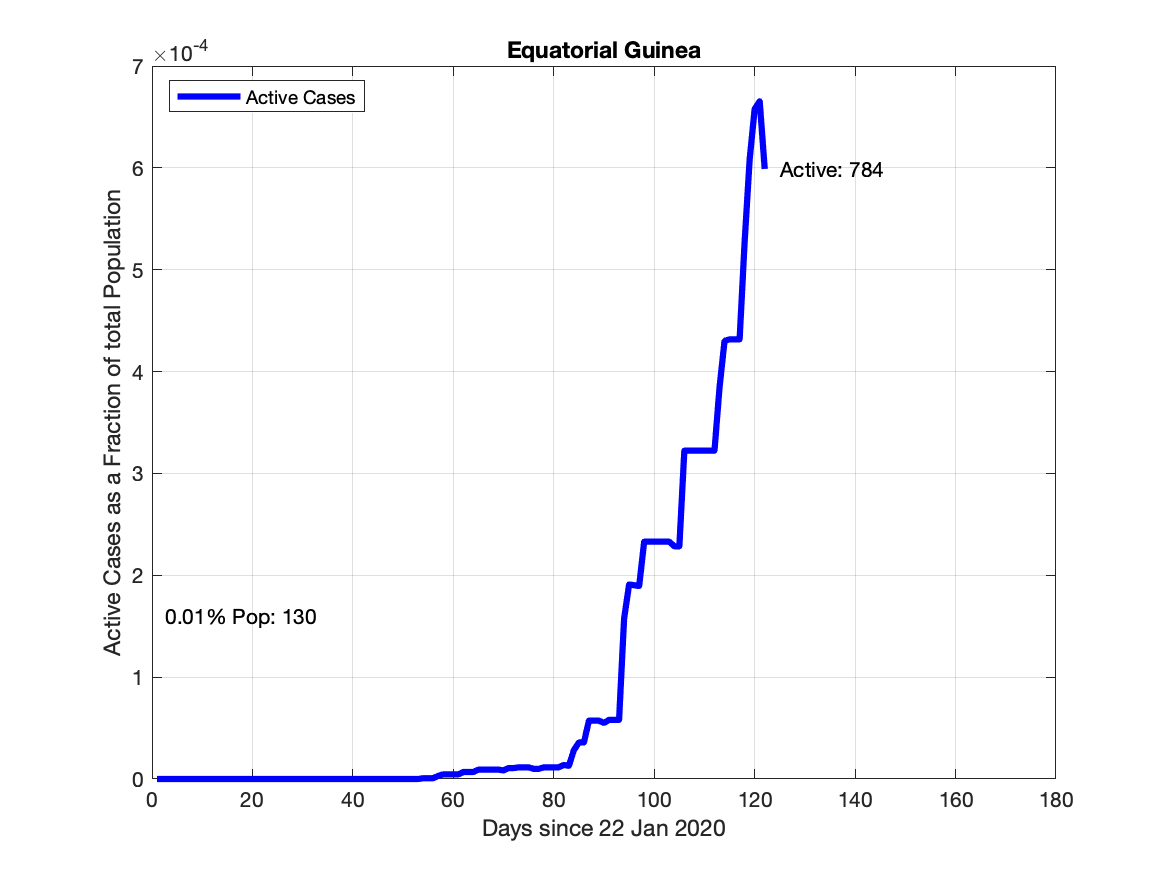 Equatorial Guinea
×10-4
Active Cases
Active: 784
0.01% Pop: 130
Active Cases as a Fraction of total Population
7
6
5
4
3
2
1
0
0 20 40 60 80 100 120 140 160 180
Days since 22 Jan 2020